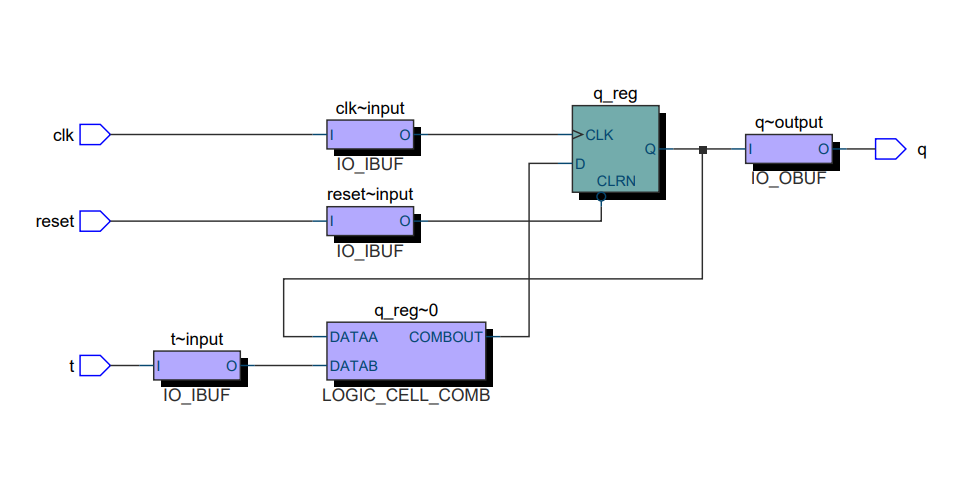 q_reg
clk~input
q~output
clk
I
O
CLK
IO_IBUF
D
Q
I
O
q
CLRN
IO_OBUF
reset~input
reset
I
O
IO_IBUF
q_reg~0
t~input
DATAA
COMBOUT
t
I
O
DATAB
IO_IBUF
LOGIC_CELL_COMB